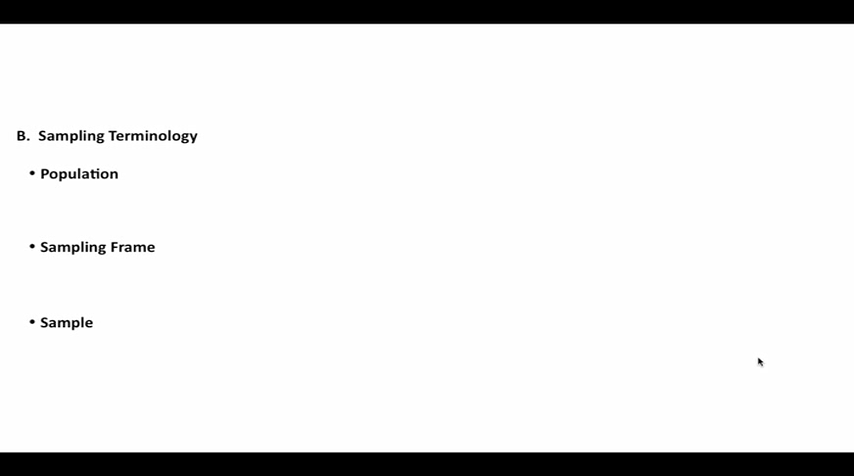 B. Sampling Terminology
• Population
• Sampling Frame
• Sample